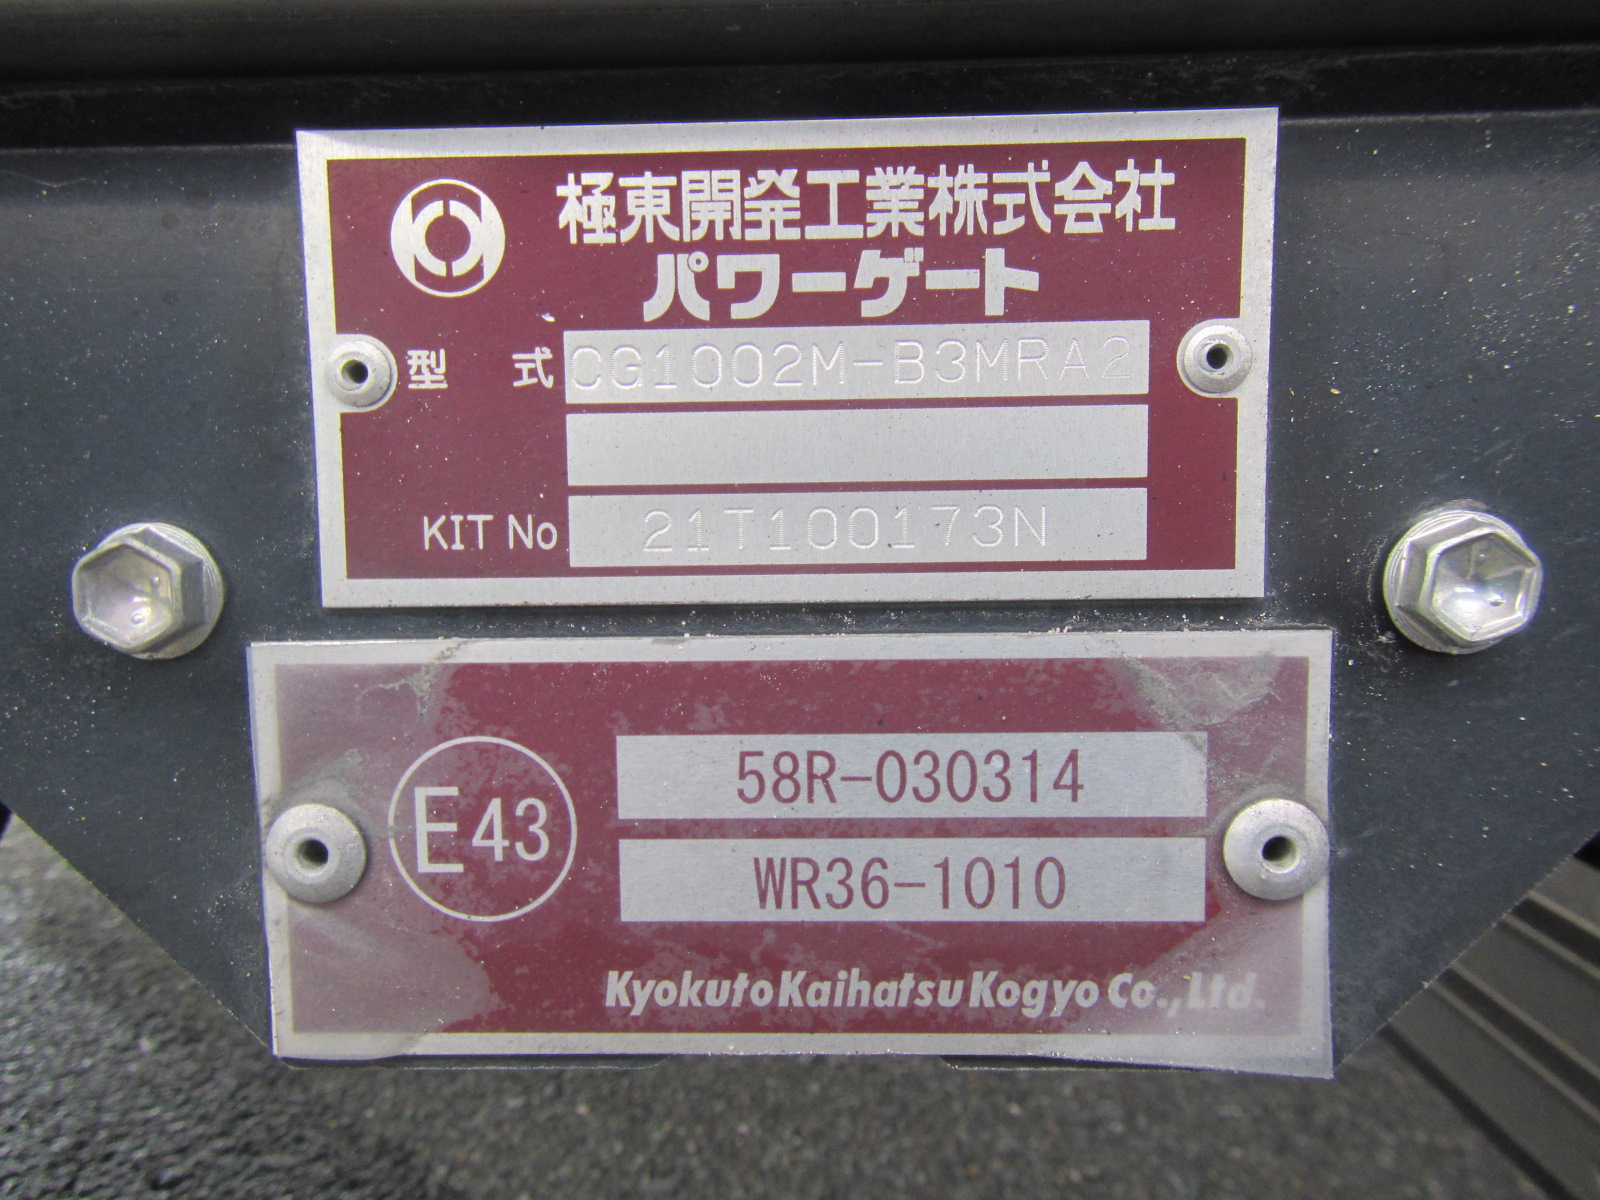 極東開発工業株式会社
パワーゲート
型 式 CG1002M-B3MRA2
KIT No 21T100173N
E43
58R-030314
WR36-1010
Kyokuto Kaihatsu Kogyo Co., Ltd.